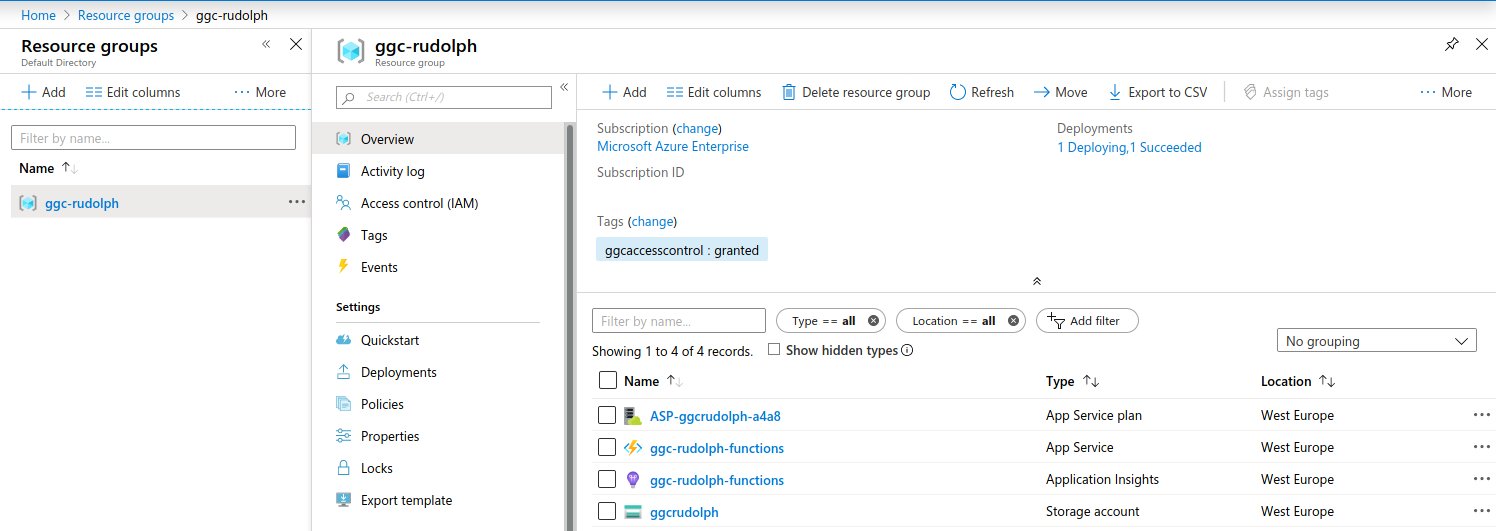 Home > Resource groups > ggc-rudolph
Resource groups
Default Directory
Add Edit columns ··· More
Filter by name...
Name
ggc-rudolph ···
ggc-rudolph
Resource group
Search (Ctrl+/)
Overview
Activity log
Access control (IAM)
Tags
Events
Settings
Quickstart
Deployments
Policies
Properties
Locks
Export template
Add Edit columns Delete resource group Refresh Move Export to CSV Assign tags ··· More
Subscription (change)
Microsoft Azure Enterprise
Subscription ID
Deployments
1 Deploying,1 Succeeded
Tags (change)
ggcaccesscontrol : granted
Filter by name... Type == all Location == all Add filter
Showing 1 to 4 of 4 records. Show hidden types No grouping
Name Type Location
ASP-ggcrudolph-a4a8 App Service plan West Europe ···
ggc-rudolph-functions App Service West Europe ···
ggc-rudolph-functions Application Insights West Europe ···
ggcrudolph Storage account West Europe ···